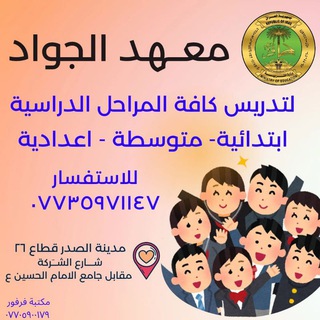 معهد الجواد
لتدريس كافة المراحل الدراسية
ابتدائية- متوسطة - اعدادية
للاستفسار
٠٧٧٣٥٩٧١١٤٧
مدينة الصدر قطاع ٢٦
شارع الشركة
مقابل جامع الامام الحسين ع
مكتبة فرفور
٠٧٧٠٥٩٠٠١٧٩